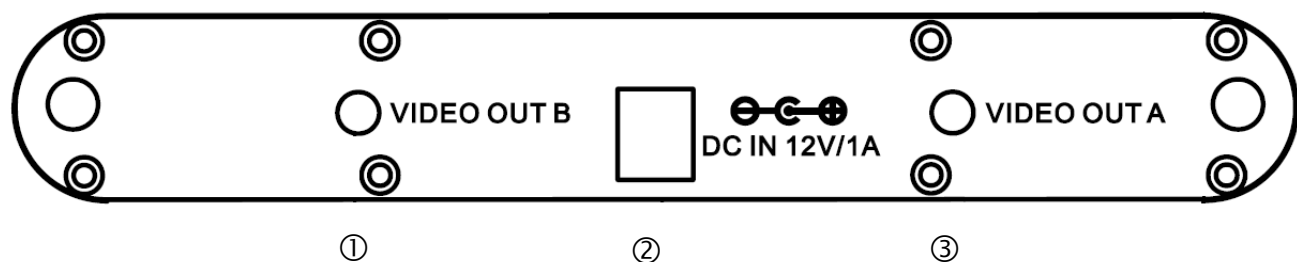 VIDEO OUT B
DC IN 12V/1A
VIDEO OUT A
① ② ③